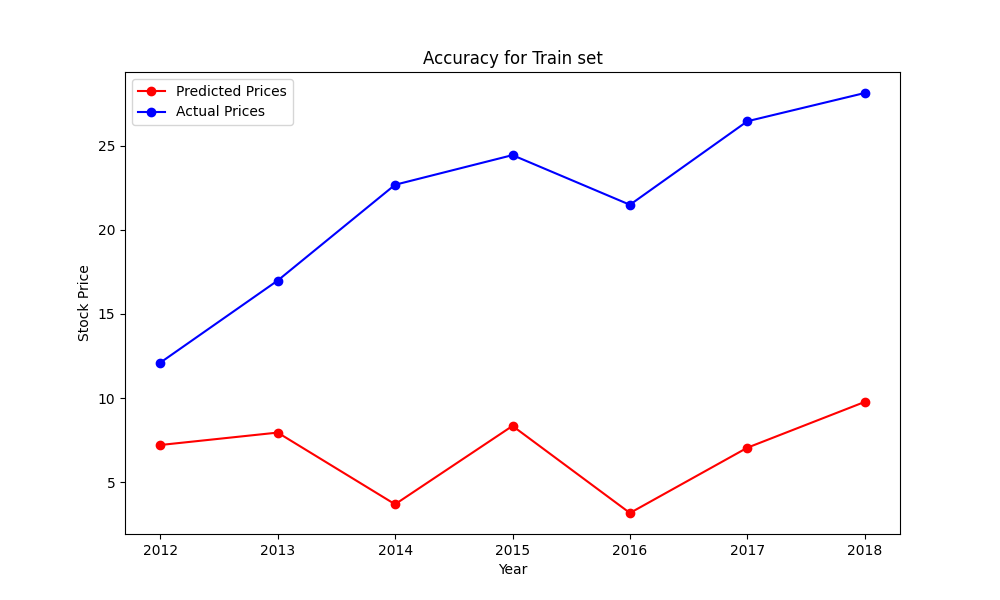 Accuracy for Train set
Predicted Prices
Actual Prices
25
20
15
10
5
Stock Price
2012 2013 2014 2015 2016 2017 2018
Year